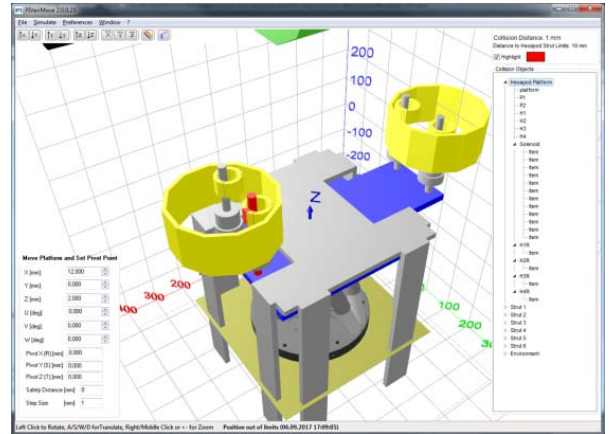 PIVeriMove 2.0.0.23
File Simulate Preferences Window ?
Collision Distance: 1 mm
Distance to Hexapod Strut Limits: 19 mm
Highlight
Collision Objects
Hexapod Platform
platform
P1
P2
H1
H2
H3
H4
Solenoid
Item
Item
Item
Item
Item
Item
Item
Item
Item
Item
Item
H1B
Item
H2B
Item
H3B
Item
H4B
Item
Strut 1
Strut 2
Strut 3
Strut 4
Strut 5
Strut 6
Environment
200
100
0
-100
-200
Z
400
300
200
100
200
Move Platform and Set Pivot Point
X [mm] 12.000
Y [mm] 0.000
Z [mm] 2.000
U [deg] 0.000
V [deg] 0.000
W [deg] 0.000
Pivot X (R) [mm] 0.000
Pivot Y (S) [mm] 0.000
Pivot Z (T) [mm] 0.000
Safety Distance [mm] 0
Step Size [mm] 1
Left Click to Rotate, A/S/W/D forTranslate, Right/Middle Click or +- for Zoom Position out of limits (06.09.2017 17:09:05)